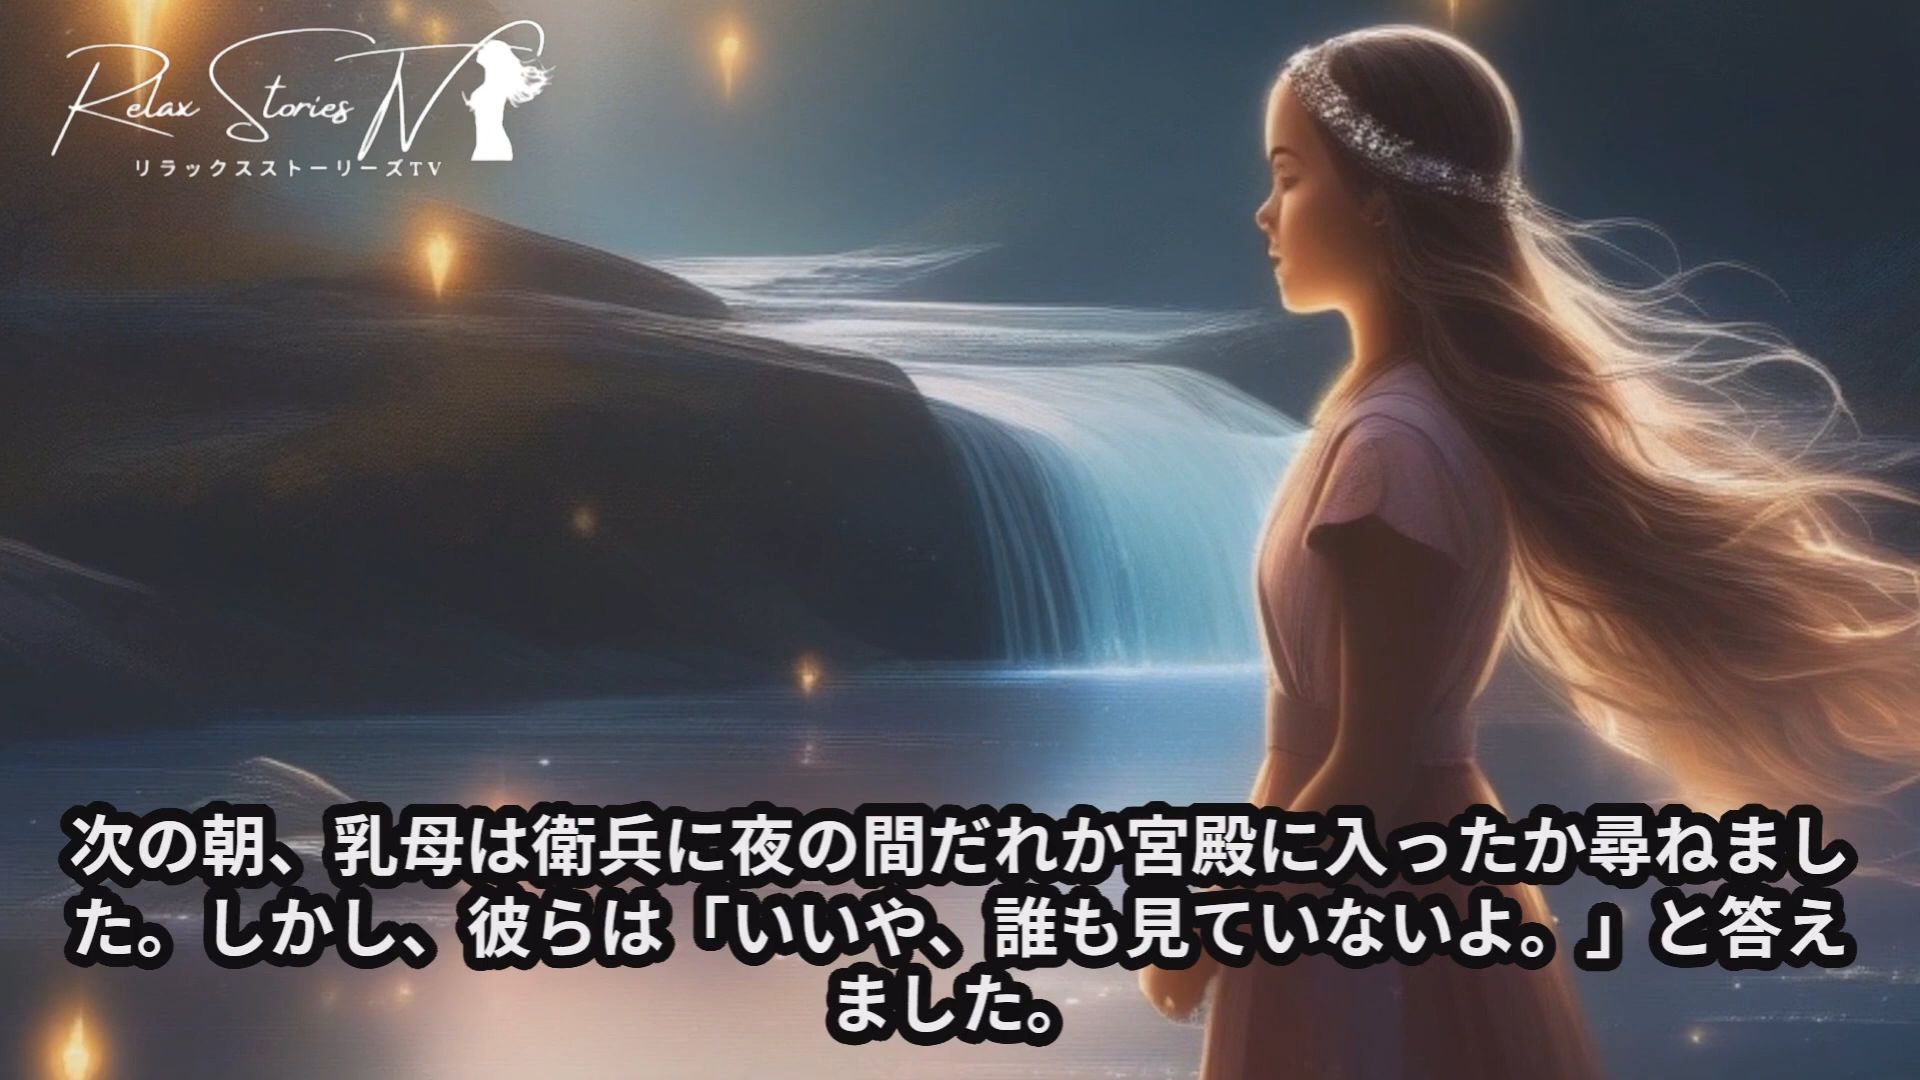 Relax Stories TV
リラックスストーリーズTV
次の朝、乳母は衛兵に夜の間だれか宮殿に入ったか尋ねまし
た。しかし、彼らは「いいや、誰も見ていないよ。」と答え
ました。